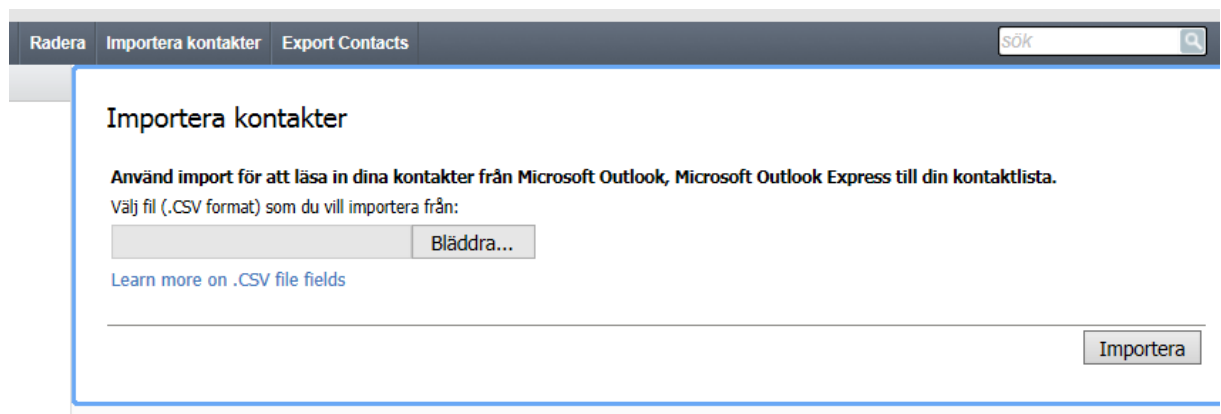 Radera Importera kontakter Export Contacts sök
Importera kontakter
Använd import för att läsa in dina kontakter från Microsoft Outlook, Microsoft Outlook Express till din kontaktlista.
Välj fil (.CSV format) som du vill importera från:
Bläddra...
Learn more on .CSV file fields
Importera